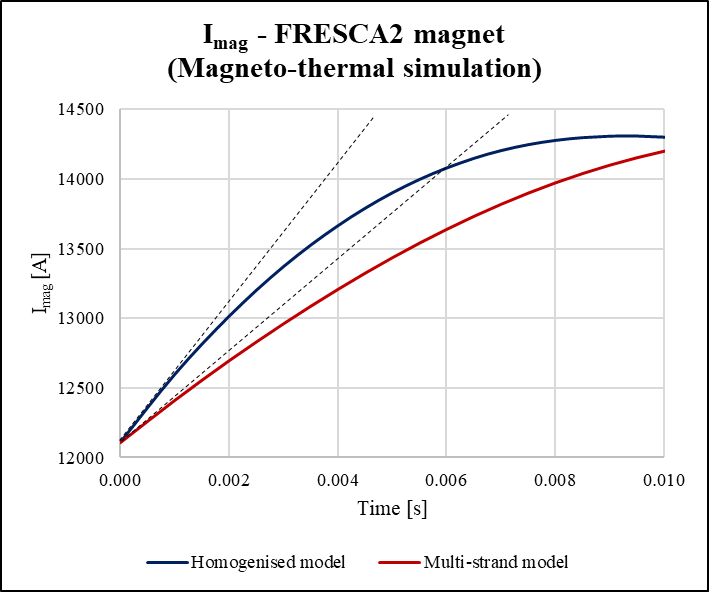 Imag - FRESCA2 magnet
(Magneto-thermal simulation)
14500
14000
13500
13000
12500
12000
Imag [A]
0.000 0.002 0.004 0.006 0.008 0.010
Time [s]
Homogenised model Multi-strand model